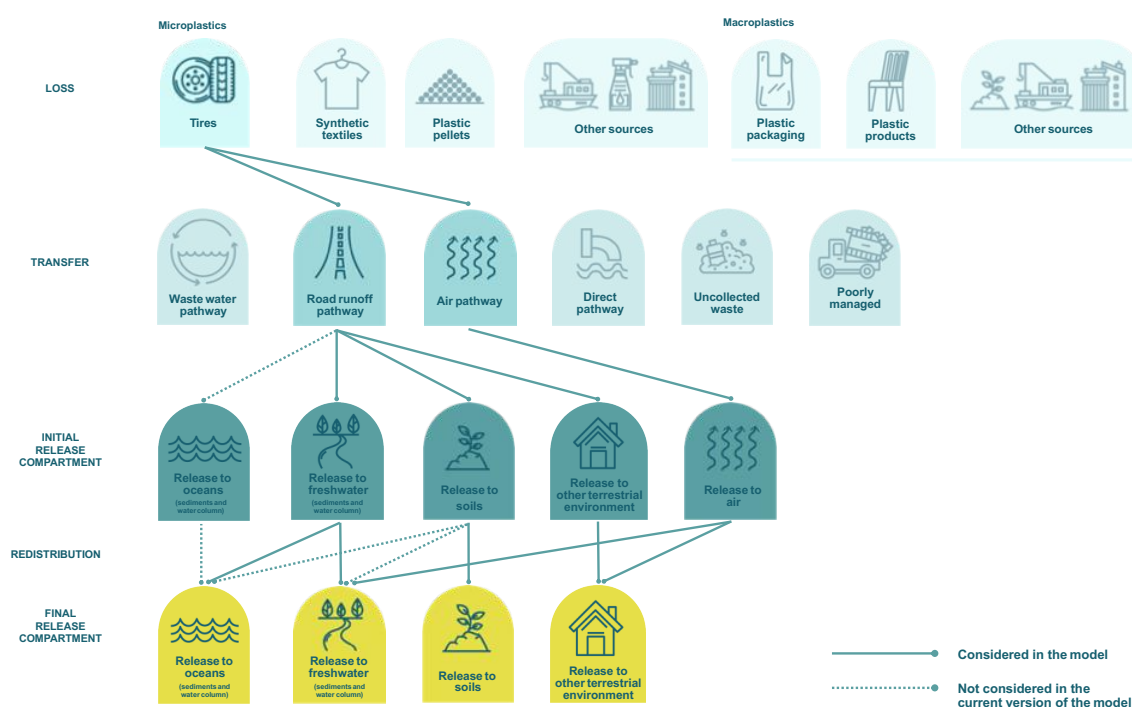 Microplastics
Macroplastics
LOSS
Tires
Synthetic
textiles
Plastic
pellets
Other sources
Plastic
packaging
Plastic
products
Other sources
TRANSFER
Waste water
pathway
Road runoff
pathway
Air pathway
Direct
pathway
Uncollected
waste
Poorly
managed
INITIAL
RELEASE
COMPARTMENT
Release to
oceans
(sediments and
water column)
Release to
freshwater
(sediments and
water column)
Release to
soils
Release to
other terrestrial
environment
Release to
air
REDISTRIBUTION
FINAL
RELEASE
COMPARTMENT
Release to
oceans
(sediments and
water column)
Release to
freshwater
(sediments and
water column)
Release to
soils
Release to
other terrestrial
environment
Considered in the model
Not considered in the
current version of the model